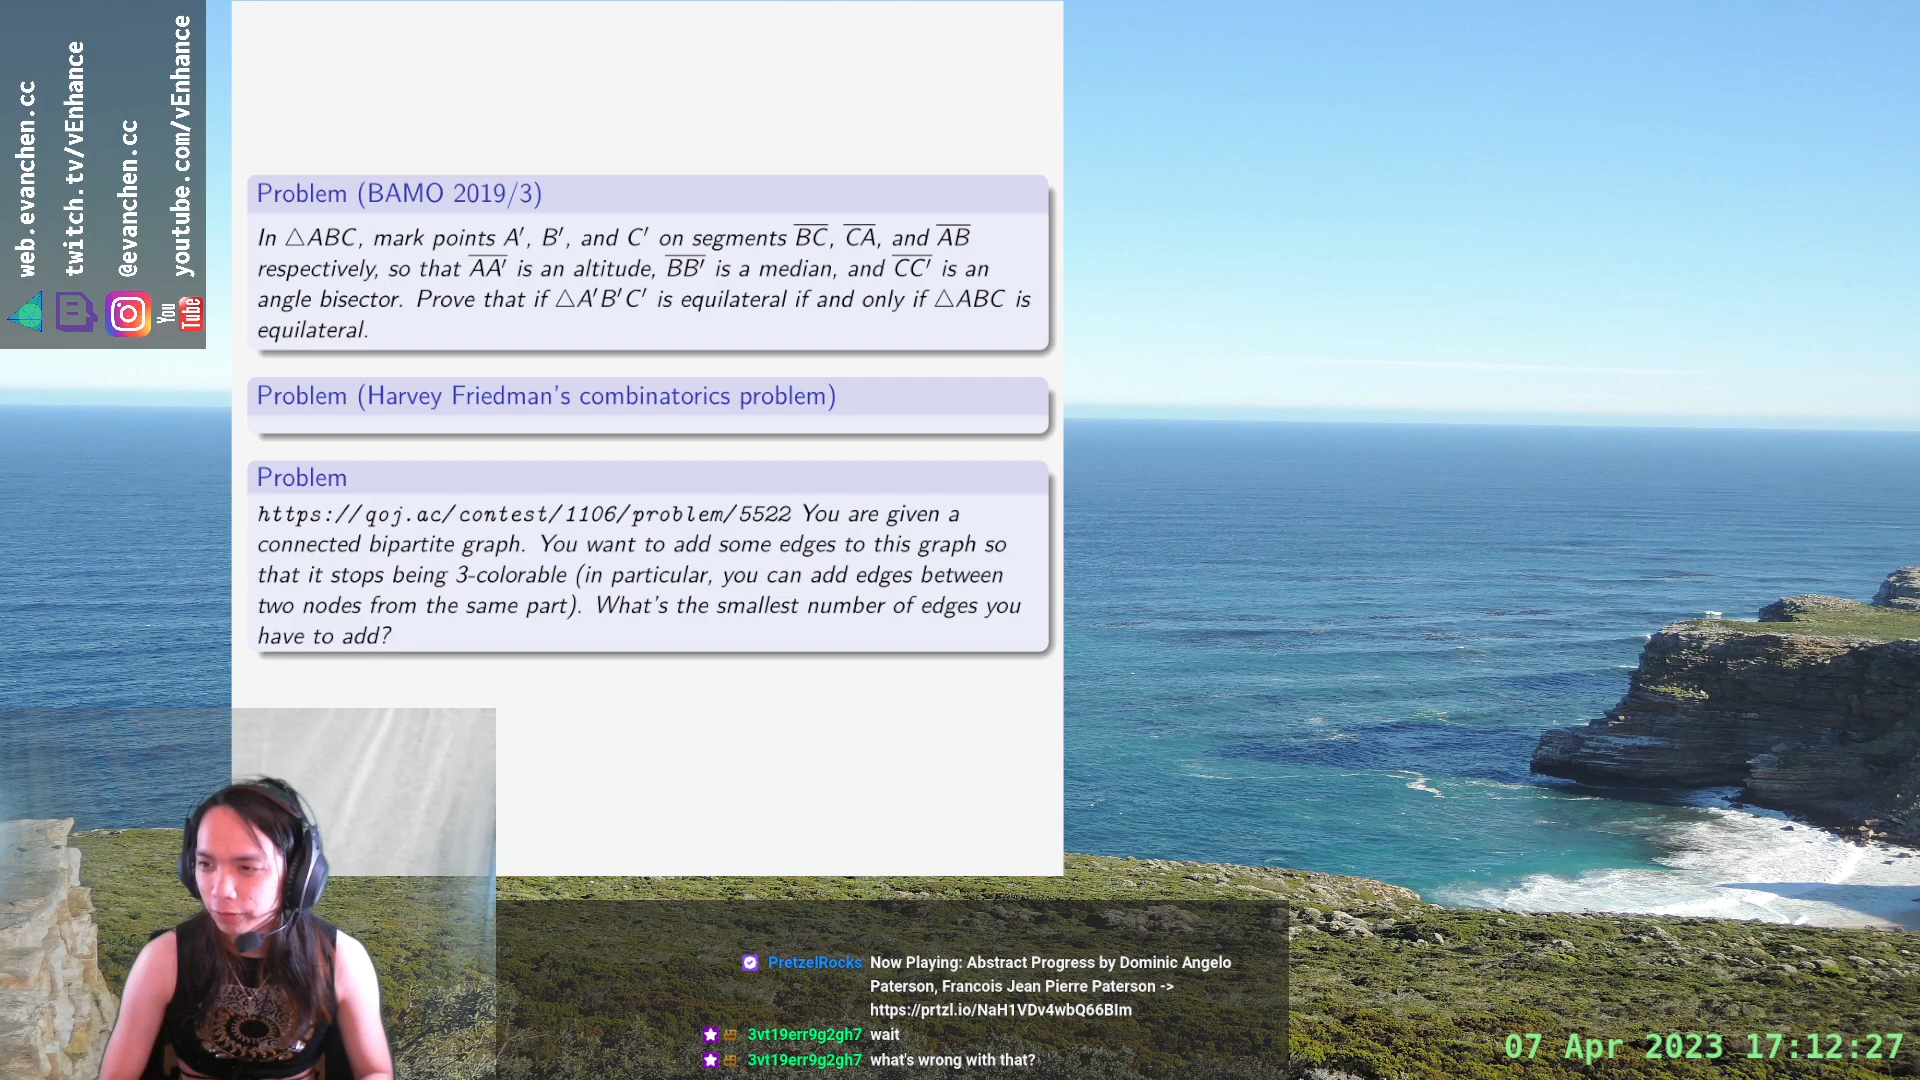 web.evanchen.cc
twitch.tv/vEnhance
@evanchen.cc
youtube.com/vEnhance
You
Tube
Problem (BAMO 2019/3)
In △ABC, mark points A′, B′, and C′ on segments BC, CA, and AB
respectively, so that AA′ is an altitude, BB′ is a median, and CC′ is an
angle bisector. Prove that if △A′B′C′ is equilateral if and only if △ABC is
equilateral.
Problem (Harvey Friedman's combinatorics problem)
Problem
https://qoj.ac/contest/1106/problem/5522 You are given a
connected bipartite graph. You want to add some edges to this graph so
that it stops being 3-colorable (in particular, you can add edges between
two nodes from the same part). What's the smallest number of edges you
have to add?
PretzelRocks Now Playing: Abstract Progress by Dominic Angelo
Paterson, Francois Jean Pierre Paterson ->
https://prtzl.io/NaH1VDv4wbQ66BIm
3vt19err9g2gh7 wait
3vt19err9g2gh7 what's wrong with that?
07 Apr 2023 17:12:27